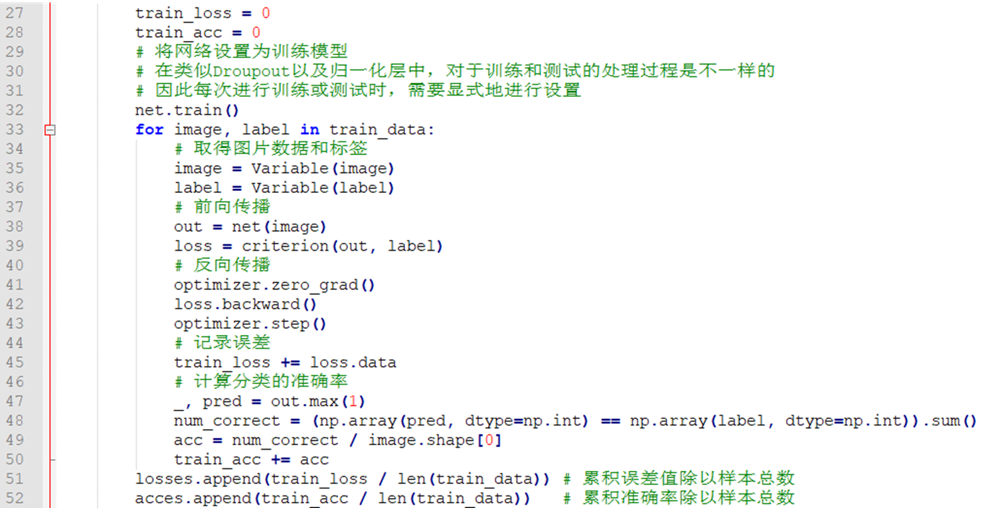 27 train_loss = 0
28 train_acc = 0
29 # 将网络设置为训练模型
30 # 在类似Droupout以及归一化层中，对于训练和测试的处理过程是不一样的
31 # 因此每次进行训练或测试时，需要显式地进行设置
32 net.train()
33 for image, label in train_data:
34 # 取得图片数据和标签
35 image = Variable(image)
36 label = Variable(label)
37 # 前向传播
38 out = net(image)
39 loss = criterion(out, label)
40 # 反向传播
41 optimizer.zero_grad()
42 loss.backward()
43 optimizer.step()
44 # 记录误差
45 train_loss += loss.data
46 # 计算分类的准确率
47 _, pred = out.max(1)
48 num_correct = (np.array(pred, dtype=np.int) == np.array(label, dtype=np.int)).sum()
49 acc = num_correct / image.shape[0]
50 train_acc += acc
51 losses.append(train_loss / len(train_data)) # 累积误差值除以样本总数
52 acces.append(train_acc / len(train_data)) # 累积准确率除以样本总数